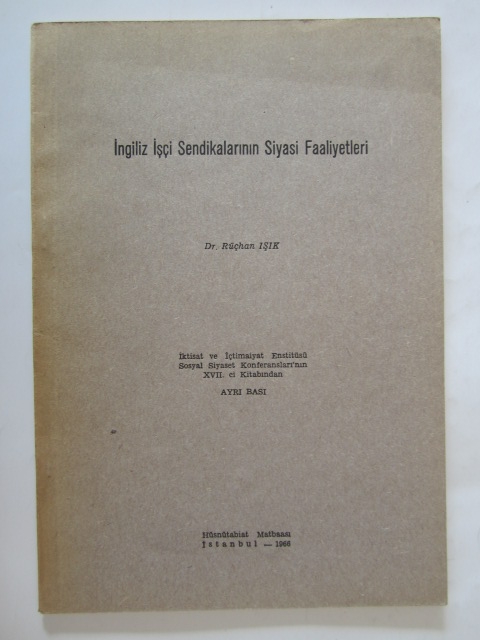 İngiliz İşçi Sendikalarının Siyasi Faaliyetleri
Dr. Rüçhan IŞIK
İktisat ve İçtimaiyat Enstitüsü
Sosyal Siyaset Konferansları'nın
XVII. ci Kitabından
AYRI BASI
Hüsnütabiat Matbaası
İstanbul — 1966